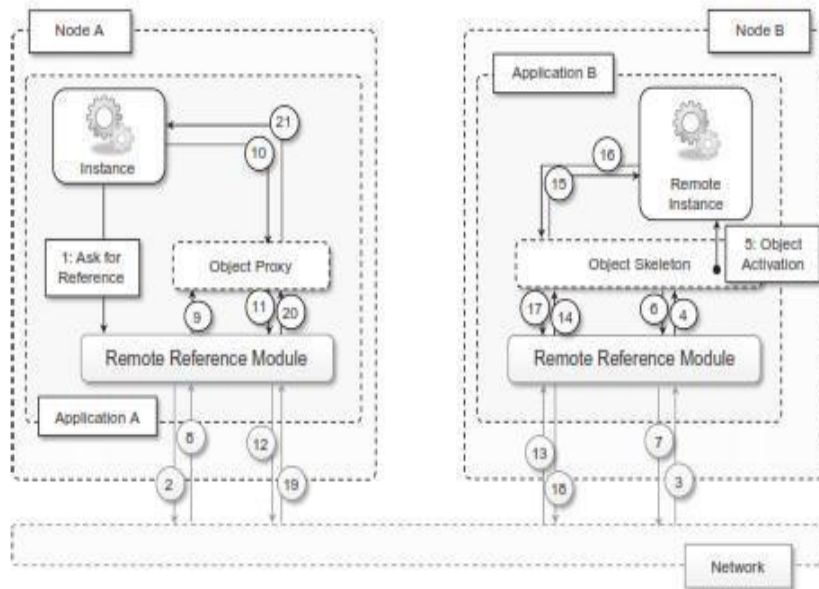 Node A
Node B
Application B
Instance
21
10
16
15
Remote
Instance
1: Ask for
Reference
Object Proxy
5: Object
Activation
Object Skeleton
9
11
20
17
14
6
4
Remote Reference Module
Remote Reference Module
Application A
2
8
12
19
13
18
7
3
Network